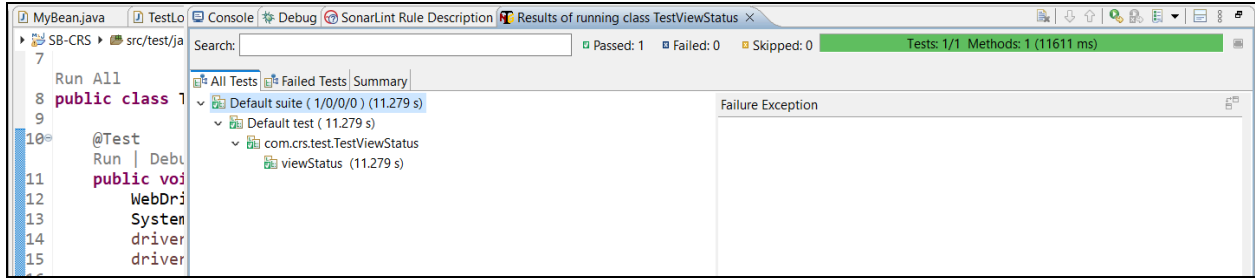 MyBean.java TestLo Console Debug SonarLint Rule Description Results of running class TestViewStatus
SB-CRS src/test/ja Search: Passed: 1 Failed: 0 Skipped: 0 Tests: 1/1 Methods: 1 (11611 ms)
7
Run All All Tests Failed Tests Summary
8 public class T Default suite ( 1/0/0/0 ) (11.279 s) Failure Exception
9 Default test ( 11.279 s)
10 @Test com.crs.test.TestViewStatus
Run | Debu viewStatus (11.279 s)
11 public voi
12 WebDri
13 System
14 driver
15 driver